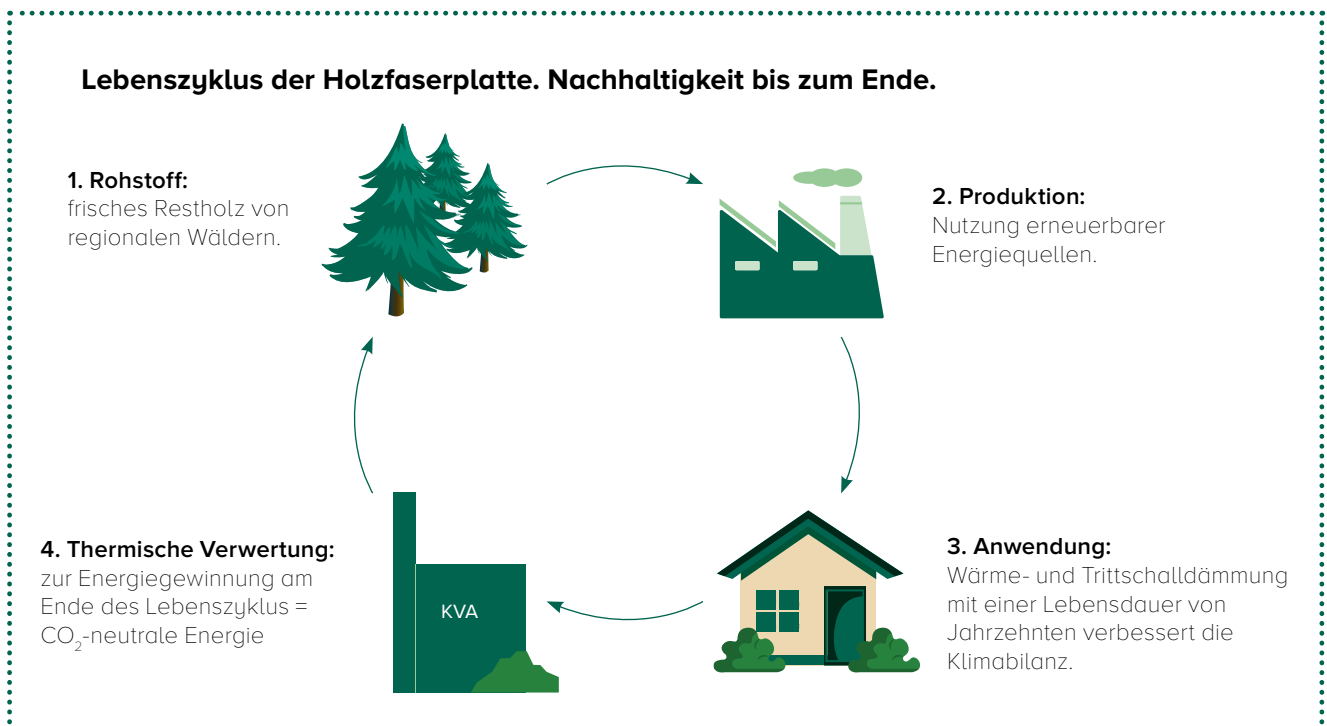 Lebenszyklus der Holzfaserplatte. Nachhaltigkeit bis zum Ende.
1. Rohstoff:
frisches Restholz von
regionalen Wäldern.
2. Produktion:
Nutzung erneuerbarer
Energiequellen.
3. Anwendung:
Wärme- und Trittschalldämmung
mit einer Lebensdauer von
Jahrzehnten verbessert die
Klimabilanz.
4. Thermische Verwertung:
zur Energiegewinnung am
Ende des Lebenszyklus =
CO₂-neutrale Energie
KVA